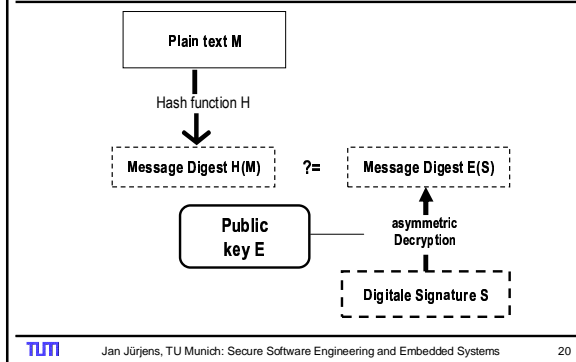 Plain text M
Hash function H
Message Digest H(M) ?= Message Digest E(S)
Public
key E
asymmetric
Decryption
Digitale Signature S
TUM Jan Jürjens, TU Munich: Secure Software Engineering and Embedded Systems 20